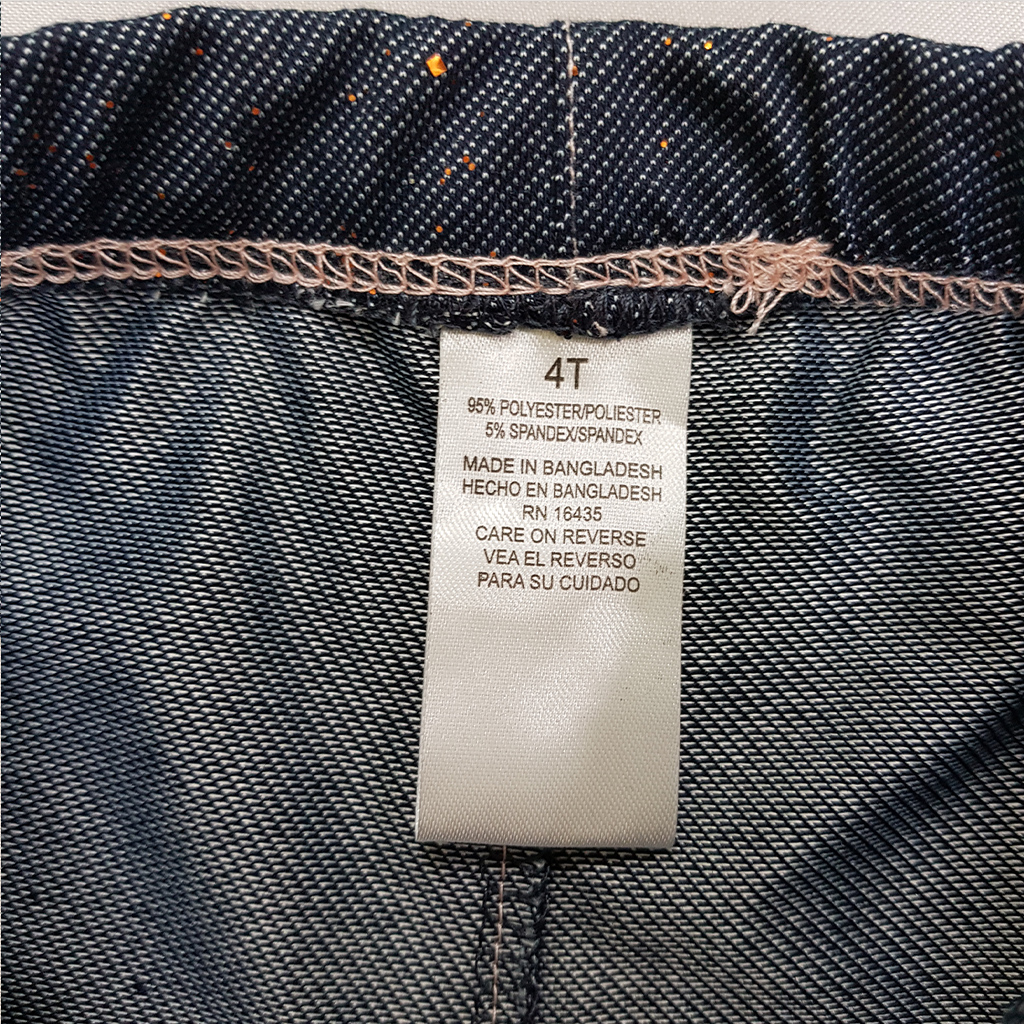 4T
95% POLYESTER/POLIESTER
5% SPANDEX/SPANDEX
MADE IN BANGLADESH
HECHO EN BANGLADESH
RN 16435
CARE ON REVERSE
VEA EL REVERSO
PARA SU CUIDADO